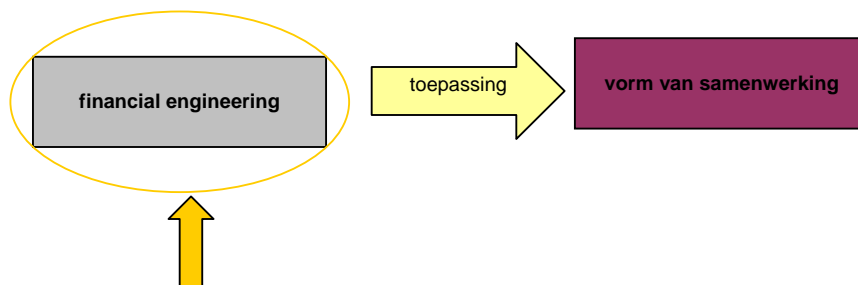 financial engineering
toepassing
vorm van samenwerking